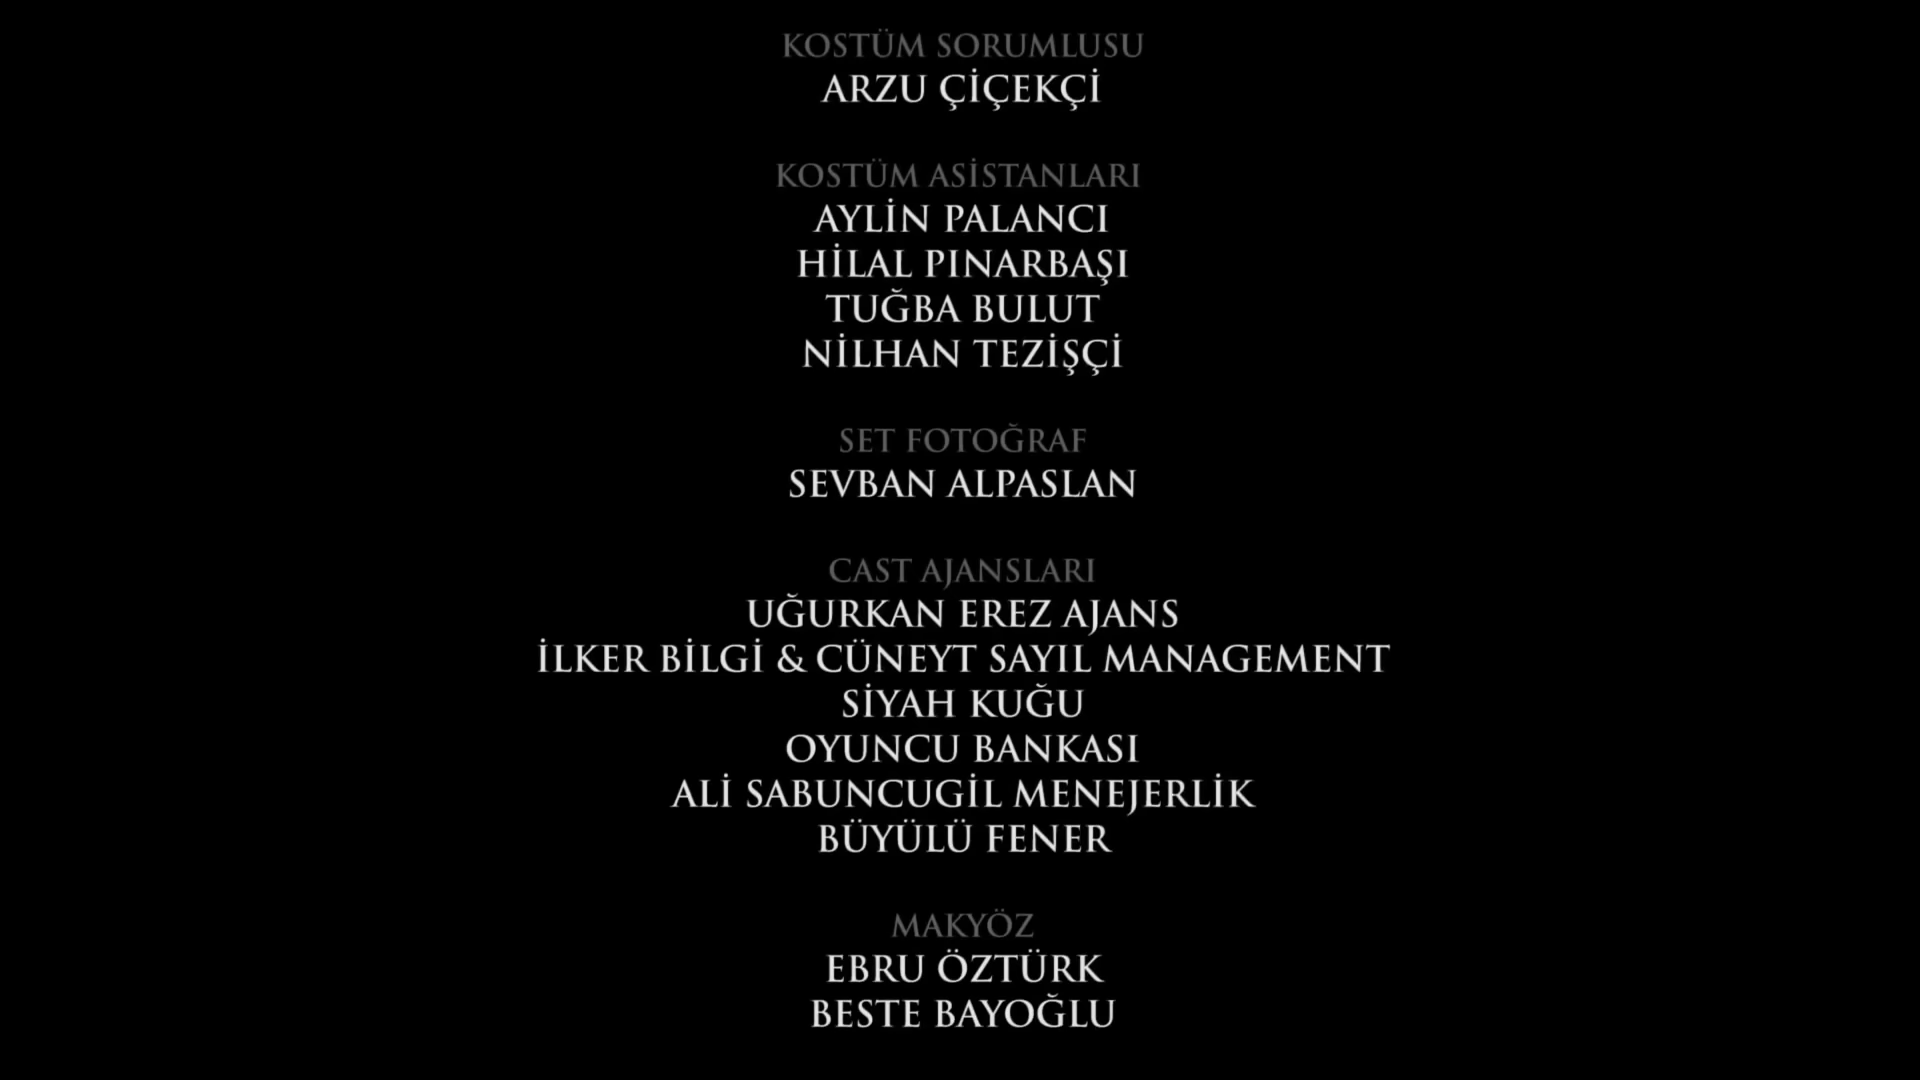 KOSTÜM SORUMLUSU
ARZU ÇİÇEKÇİ
KOSTÜM ASİSTANLARI
AYLİN PALANCI
HİLAL PINARBAŞI
TUĞBA BULUT
NİLHAN TEZİŞÇİ
SET FOTOĞRAF
SEVBAN ALPASLAN
CAST AJANSLARI
UĞURKAN EREZ AJANS
İLKER BİLGİ & CÜNEYT SAYIL MANAGEMENT
SİYAH KUĞU
OYUNCU BANKASI
ALİ SABUNCUGİL MENEJERLİK
BÜYÜLÜ FENER
MAKYÖZ
EBRU ÖZTÜRK
BESTE BAYOĞLU